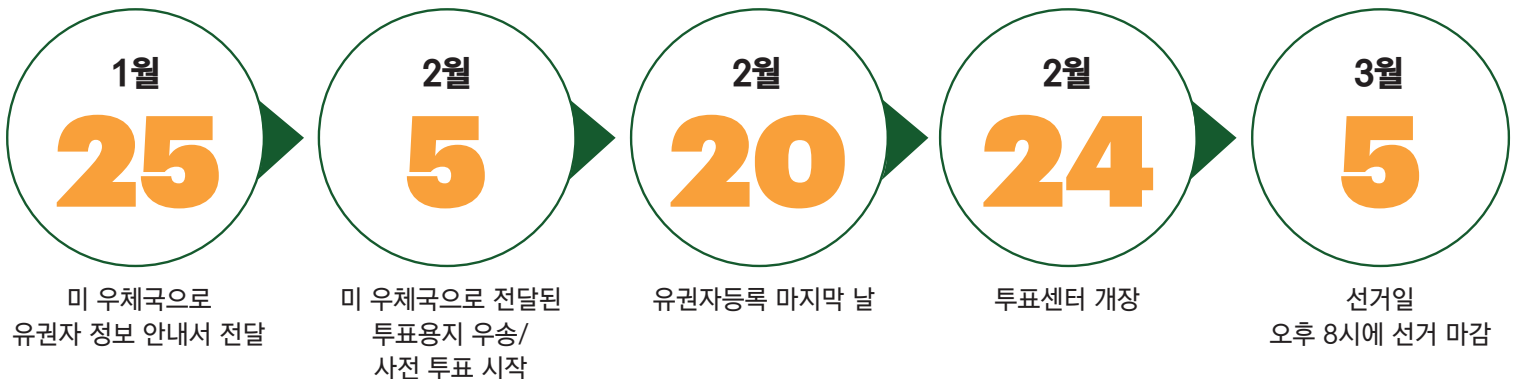 1월
25
미 우체국으로
유권자 정보 안내서 전달
2월
5
미 우체국으로 전달된
투표용지 우송/
사전 투표 시작
2월
20
유권자등록 마지막 날
2월
24
투표센터 개장
3월
5
선거일
오후 8시에 선거 마감